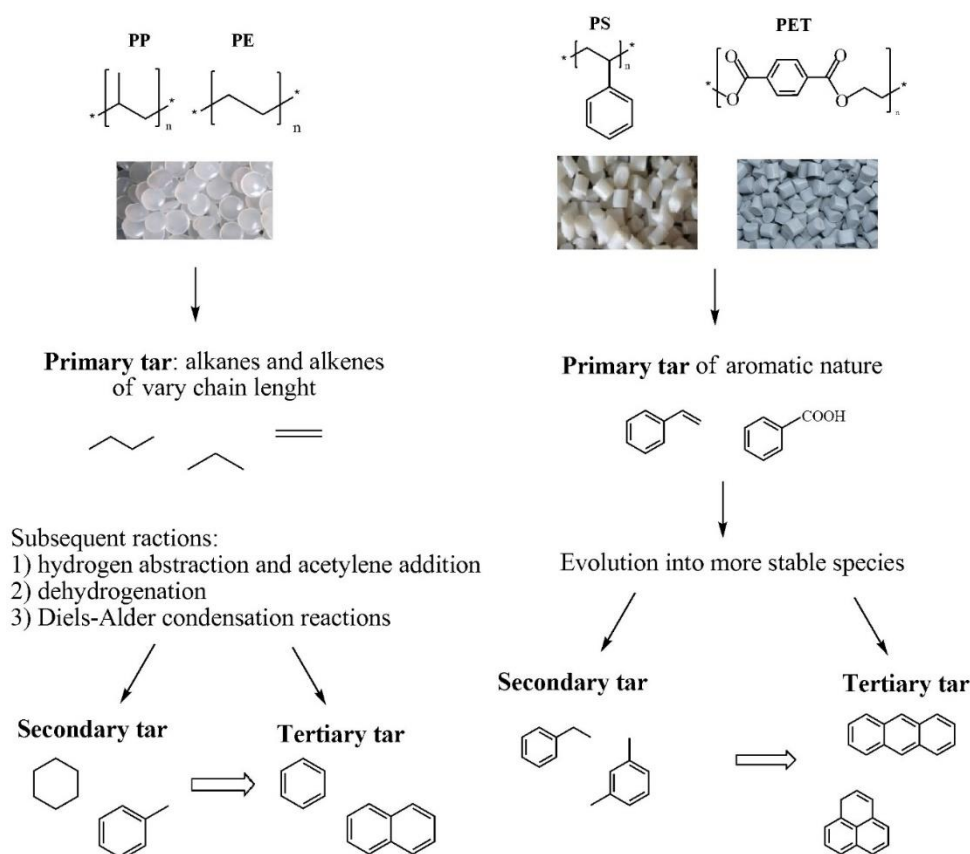 PP
PE
PS
PET
*
*
n
*
*
n
*
*
n
*
O
O
O
O
*
n
Primary tar: alkanes and alkenes
of vary chain lenght
Primary tar of aromatic nature
COOH
Subsequent ractions:
1) hydrogen abstraction and acetylene addition
2) dehydrogenation
3) Diels-Alder condensation reactions
Evolution into more stable species
Secondary tar
Tertiary tar
Secondary tar
Tertiary tar